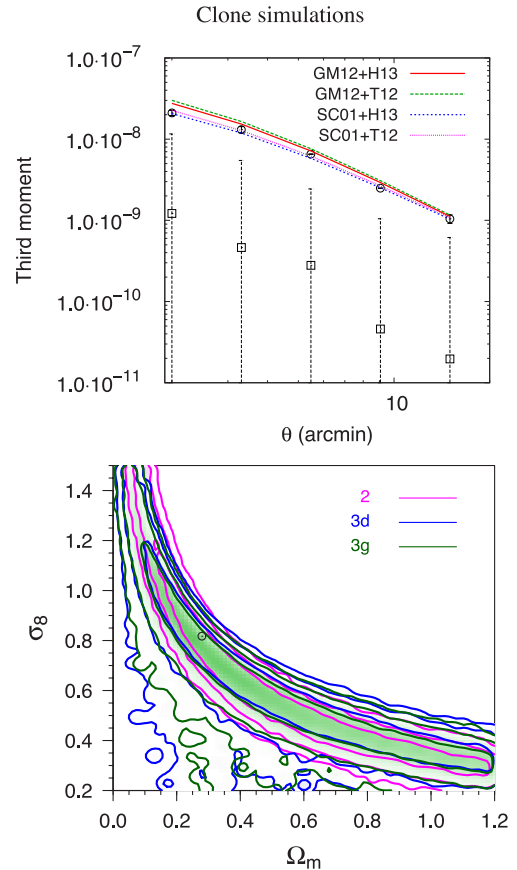 Clone simulations
1.0·10⁻⁷
GM12+H13
GM12+T12
SC01+H13
SC01+T12
1.0·10⁻⁸
1.0·10⁻⁹
1.0·10⁻¹⁰
1.0·10⁻¹¹
Third moment
10
θ (arcmin)
2
3d
3g
1.4
1.2
1.0
0.8
0.6
0.4
0.2
σ₈
0.0 0.2 0.4 0.6 0.8 1.0 1.2
Ωₘ